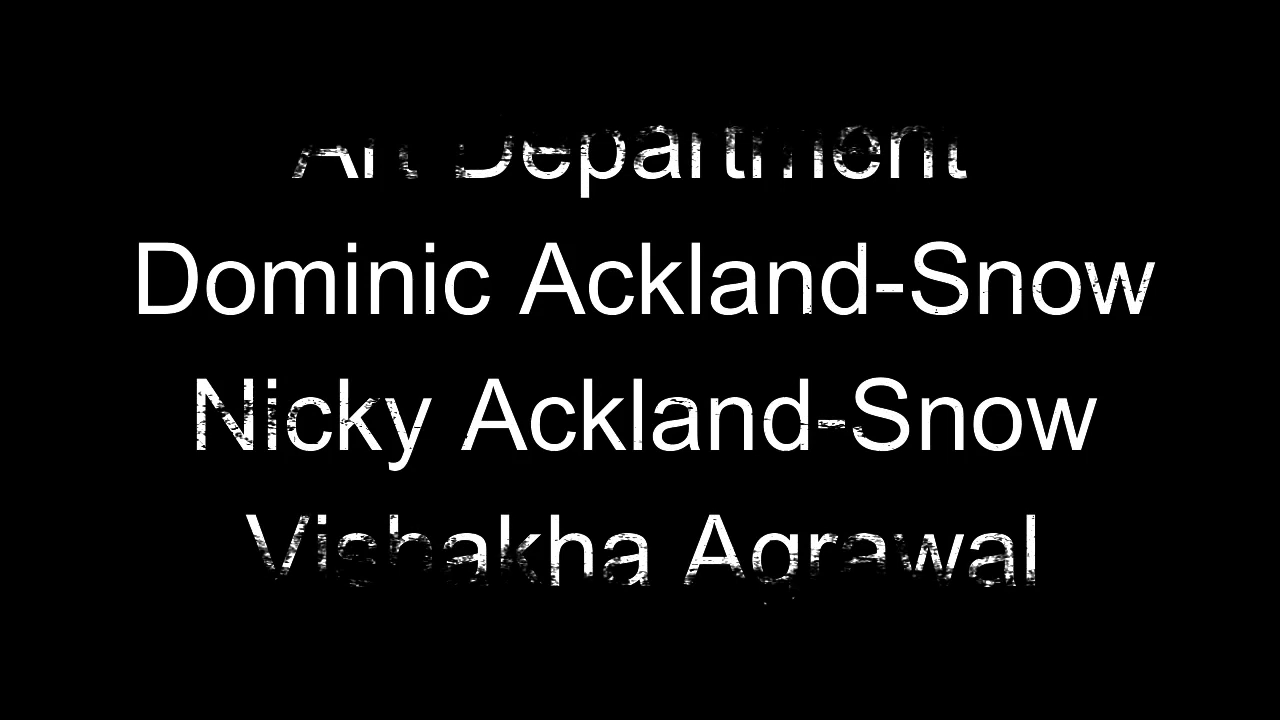 Art Department
Dominic Ackland-Snow
Nicky Ackland-Snow
Vishakha Agrawal